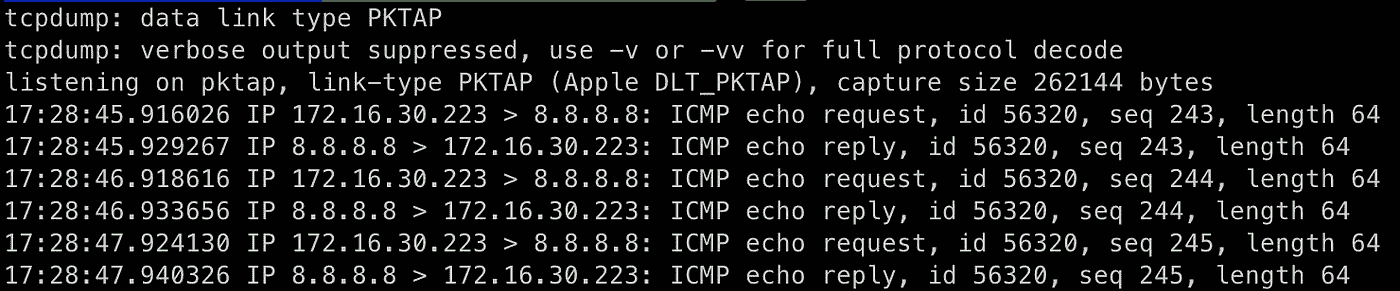 tcpdump: data link type PKTAP
tcpdump: verbose output suppressed, use -v or -vv for full protocol decode
listening on pktap, link-type PKTAP (Apple DLT_PKTAP), capture size 262144 bytes
17:28:45.916026 IP 172.16.30.223 > 8.8.8.8: ICMP echo request, id 56320, seq 243, length 64
17:28:45.929267 IP 8.8.8.8 > 172.16.30.223: ICMP echo reply, id 56320, seq 243, length 64
17:28:46.918616 IP 172.16.30.223 > 8.8.8.8: ICMP echo request, id 56320, seq 244, length 64
17:28:46.933656 IP 8.8.8.8 > 172.16.30.223: ICMP echo reply, id 56320, seq 244, length 64
17:28:47.924130 IP 172.16.30.223 > 8.8.8.8: ICMP echo request, id 56320, seq 245, length 64
17:28:47.940326 IP 8.8.8.8 > 172.16.30.223: ICMP echo reply, id 56320, seq 245, length 64